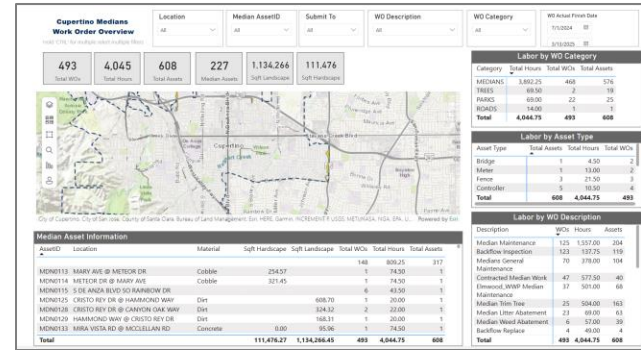 Cupertino Medians
Work Order Overview
Location
All
Median AssetID
All
Submit To
All
WO Description
All
WO Category
All
WO Actual Finish Date
7/1/2024
3/10/2025
493
Total WOs
4,045
Total Hours
608
Total Assets
227
Median Assets
1,134,266
Sqft Landscape
111,476
Sqft Hardscape
Cupertino
Powered by Esri
Labor by WO Category
Category Total Hours Total WOs Total Assets
MEDIANS 3,892.25 468 576
TREES 69.50 2 19
PARKS 69.00 22 25
ROADS 14.00 1 1
Total 4,044.75 493 608
Labor by Asset Type
Asset Type Total Assets Total Hours Total WOs
Bridge 1 4.50 2
Meter 1 13.00 2
Fence 3 21.50 3
Controller 5 10.50 4
Total 608 4,044.75 493
Labor by WO Description
Description WOs Hours Assets
Median Maintenance 125 1,557.00 204
Backflow Inspection 123 137.75 119
Medians General Maintenance 70 378.00 104
Contracted Median Work 47 577.50 40
Elmwood_WWP Median Maintenance 37 501.00 68
Median Trim Tree 25 504.00 163
Median Litter Abatement 23 69.00 63
Median Weed Abatement 6 57.00 39
Backflow Replace 4 49.00 4
Total 493 4,044.75 608
Median Asset Information
AssetID Location Material Sqft Hardscape Sqft Landscape Total WOs Total Hours Total Assets
148 809.25 317
MDN0113 MARY AVE @ METEOR DR Cobble 254.57 1 74.50 1
MDN0114 METEOR DR @ MARY AVE Cobble 321.45 1 74.50 1
MDN0115 S DE ANZA BLVD SO RAINBOW DR 6 43.51 1
MDN0125 CRISTO REY DR @ HAMMOND WAY Dirt 608.70 1 20.00 1
MDN0128 CRISTO REY DR @ CANYON OAK WAY Dirt 324.32 2 22.00 1
MDN0129 HAMMOND WAY @ CRISTO REY DR Dirt 168.31 1 20.00 1
MDN0133 MIRA VISTA RD @ MCCLELLAN RD Concrete 0.00 95.96 1 74.50 1
Total 111,476.27 1,134,266.45 493 4,044.75 608